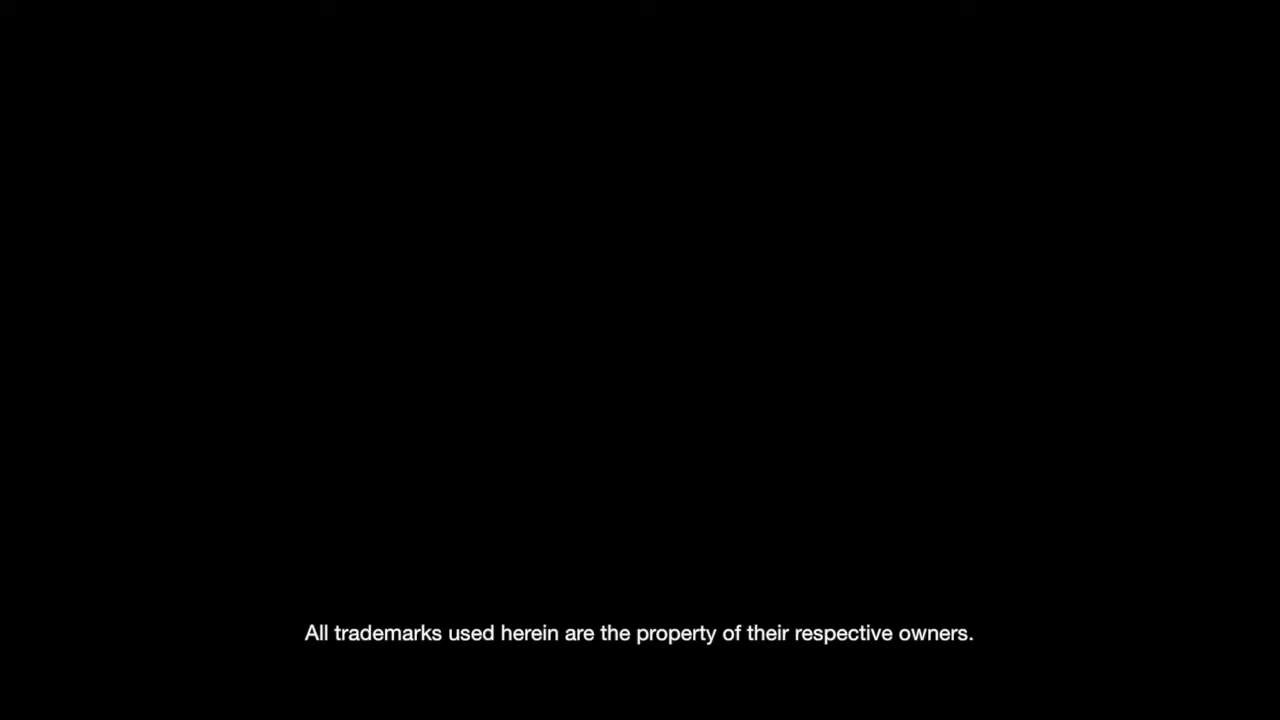 All trademarks used herein are the property of their respective owners.